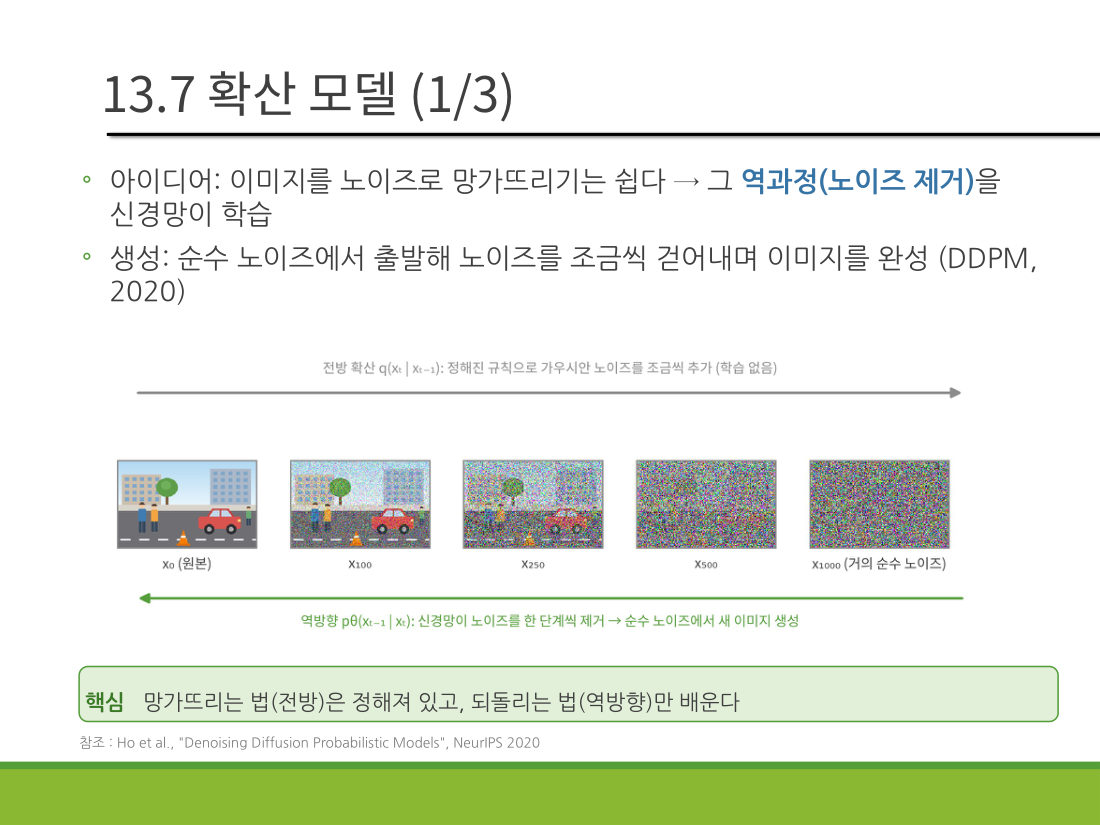 13.7 확산 모델 (1/3)
아이디어: 이미지를 노이즈로 망가뜨리기는 쉽다 → 그 역과정(노이즈 제거)을
신경망이 학습
생성: 순수 노이즈에서 출발해 노이즈를 조금씩 걷어내며 이미지를 완성 (DDPM,
2020)
전방 확산 q(xₜ | xₜ₋₁): 정해진 규칙으로 가우시안 노이즈를 조금씩 추가 (학습 없음)
x₀ (원본)
x₁₀₀
x₂₅₀
x₅₀₀
x₁₀₀₀ (거의 순수 노이즈)
역방향 pθ(xₜ₋₁ | xₜ): 신경망이 노이즈를 한 단계씩 제거 → 순수 노이즈에서 새 이미지 생성
핵심 망가뜨리는 법(전방)은 정해져 있고, 되돌리는 법(역방향)만 배운다
참조 : Ho et al., "Denoising Diffusion Probabilistic Models", NeurIPS 2020